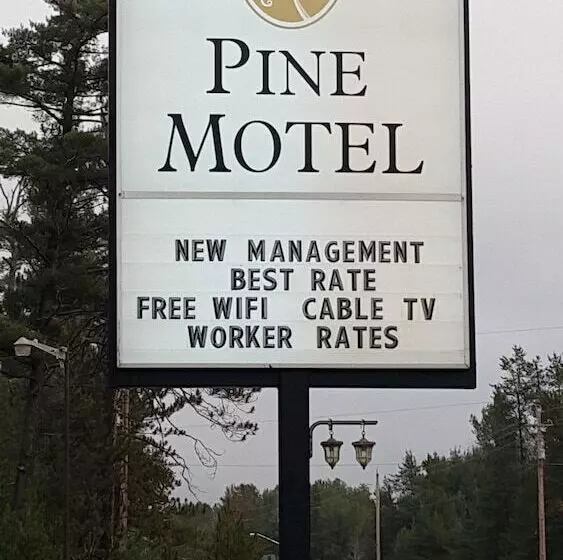 PINE
MOTEL
NEW MANAGEMENT
BEST RATE
FREE WIFI CABLE TV
WORKER RATES